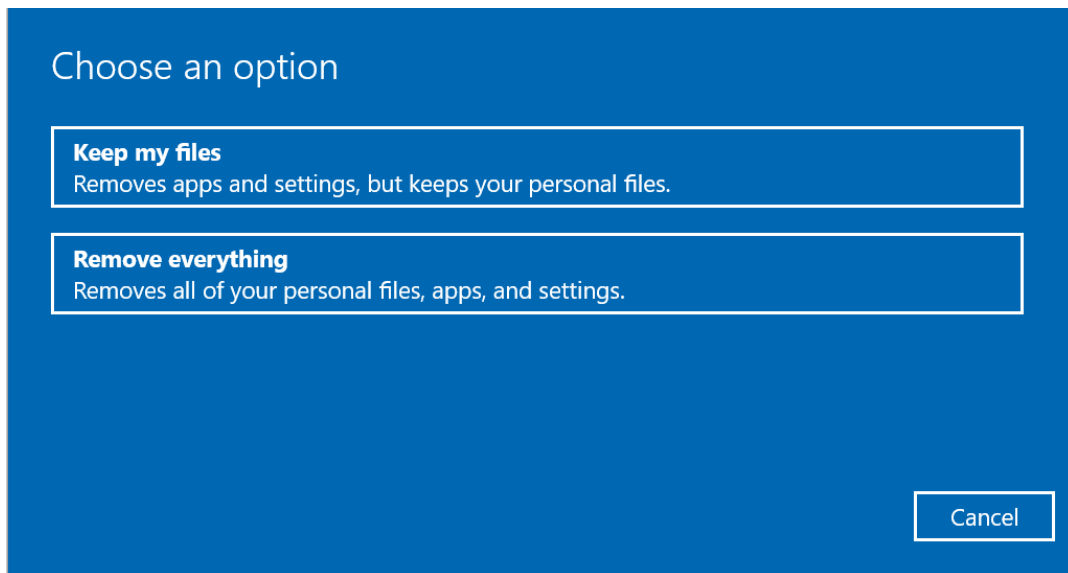 Choose an option
Keep my files
Removes apps and settings, but keeps your personal files.
Remove everything
Removes all of your personal files, apps, and settings.
Cancel